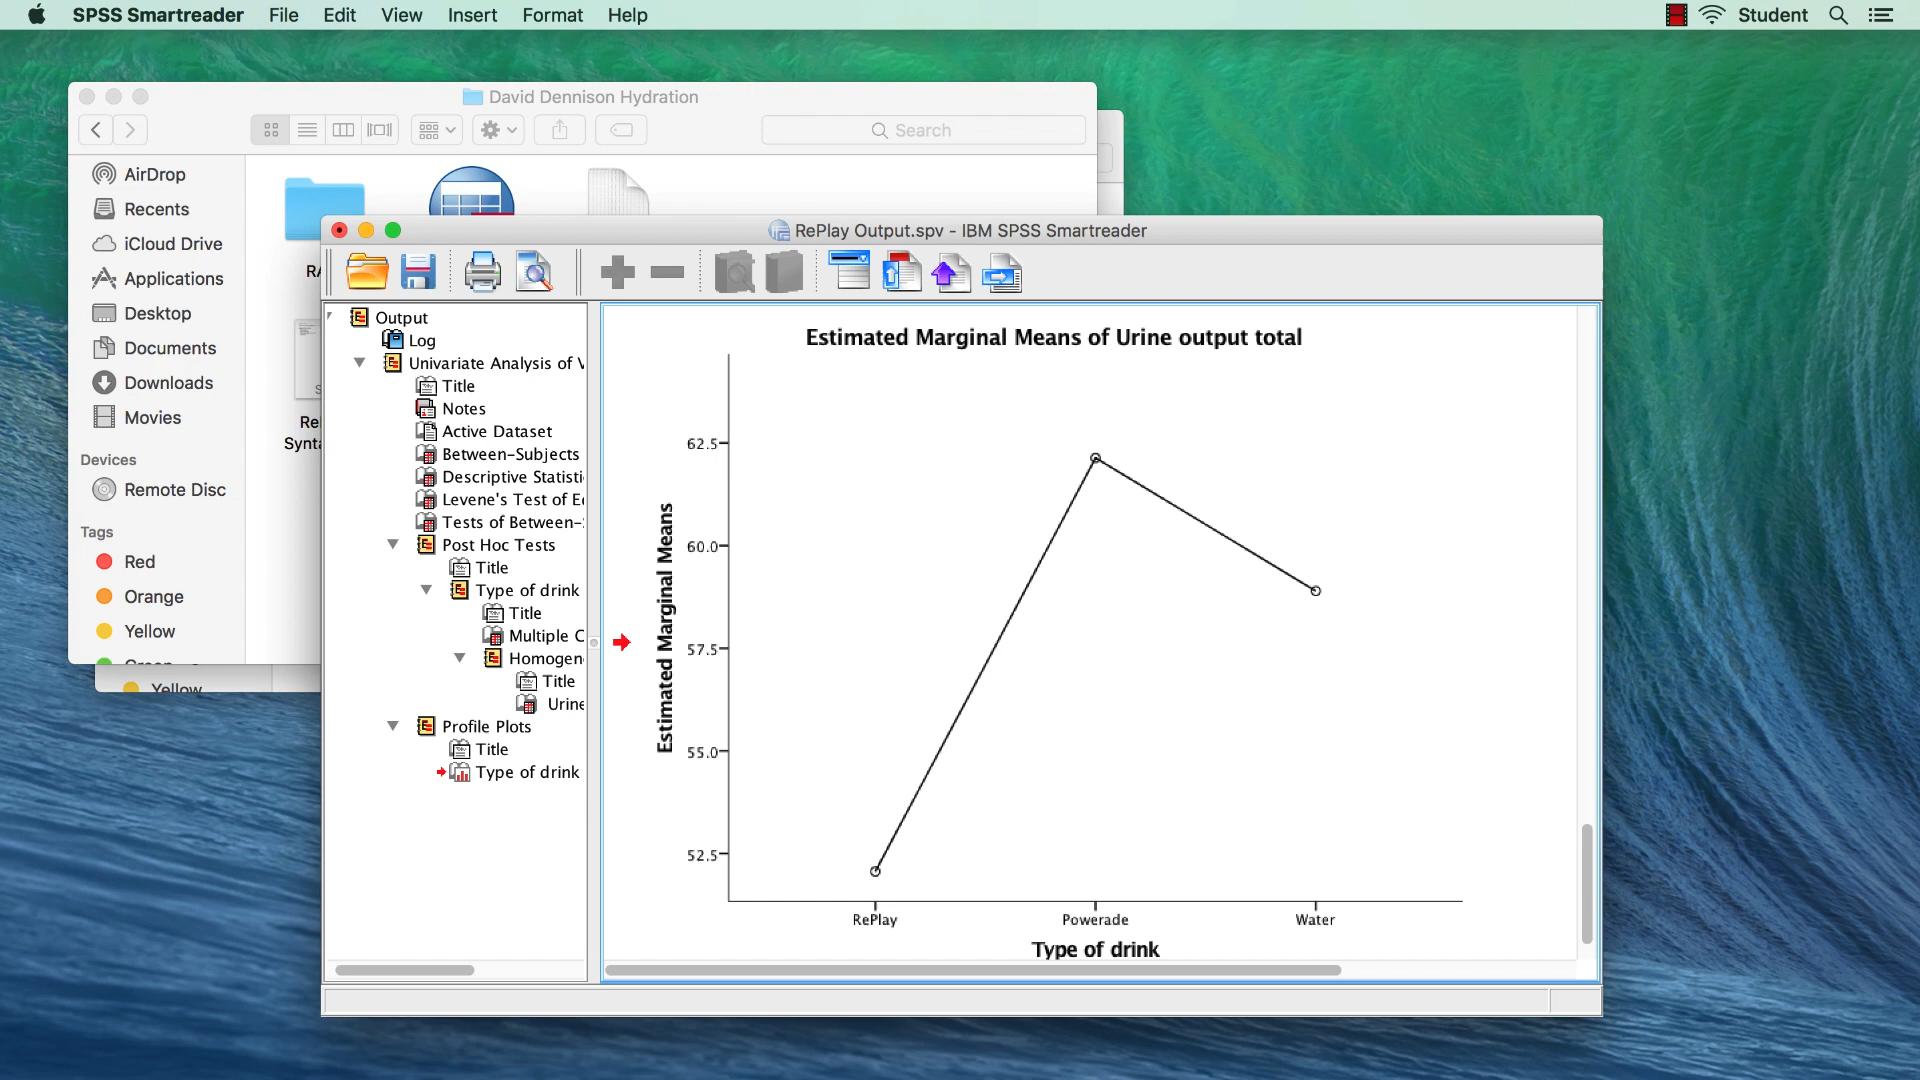 SPSS Smartreader File Edit View Insert Format Help Student
David Dennison Hydration
Search
AirDrop
Recents
iCloud Drive
Applications
Desktop
Documents
Downloads
Movies
Devices
Remote Disc
Tags
Red
Orange
Yellow
Yellow
RePlay Output.spv - IBM SPSS Smartreader
Output
Log
Univariate Analysis of V
Title
Notes
Active Dataset
Between-Subjects
Descriptive Statisti
Levene's Test of E
Tests of Between-
Post Hoc Tests
Title
Type of drink
Title
Multiple C
Homogen
Title
Urine
Profile Plots
Title
Type of drink
Estimated Marginal Means of Urine output total
Estimated Marginal Means
62.5
60.0
57.5
55.0
52.5
RePlay Powerade Water
Type of drink